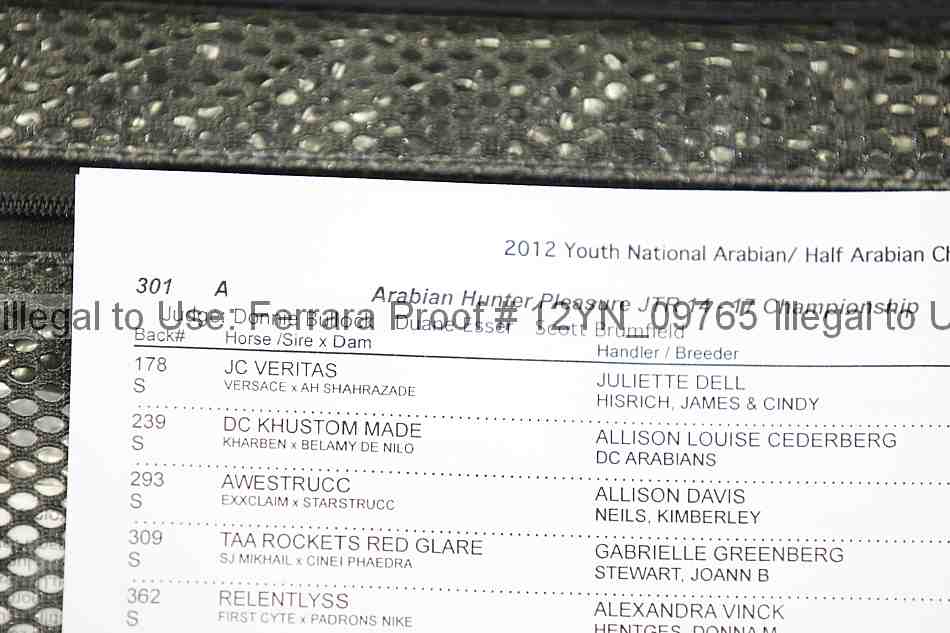 2012 Youth National Arabian/ Half Arabian Ch
301 A Arabian Hunter Pleasure JTR 14 - 17 Championship
Illegal to Use. Ferrara Proof # 12YN_09765 Illegal to U
Judge: Donnie Bullock Duane Esser Scott Brumfield
Back# Horse /Sire x Dam Handler / Breeder
178 JC VERITAS JULIETTE DELL
S VERSACE x AH SHAHRAZADE HISRICH, JAMES & CINDY
239 DC KHUSTOM MADE ALLISON LOUISE CEDERBERG
S KHARBEN x BELAMY DE NILO DC ARABIANS
293 AWESTRUCC ALLISON DAVIS
S EXXCLAIM x STARSTRUCC NEILS, KIMBERLEY
309 TAA ROCKETS RED GLARE GABRIELLE GREENBERG
S SJ MIKHAIL x CINEI PHAEDRA STEWART, JOANN B
362 RELENTLYSS ALEXANDRA VINCK
S FIRST CYTE x PADRONS NIKE HENTGES, DONNA M